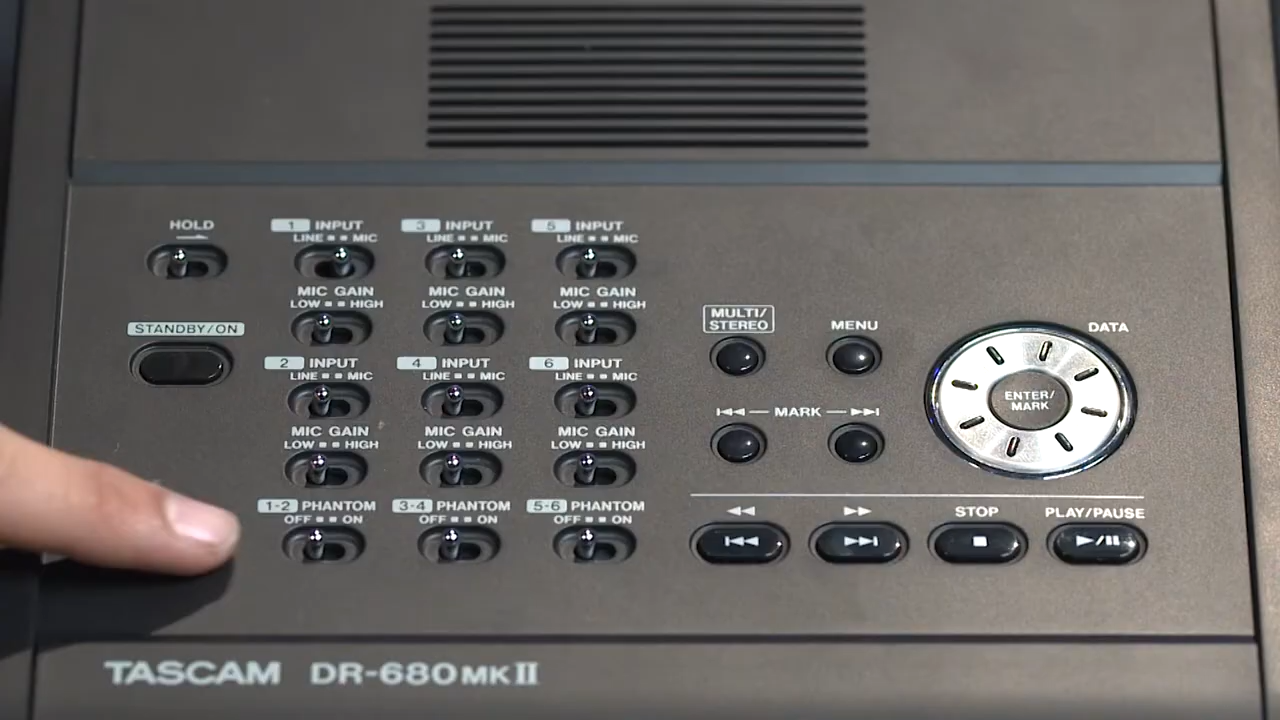 HOLD
1 INPUT
LINE MIC
3 INPUT
LINE MIC
5 INPUT
LINE MIC
MIC GAIN
LOW HIGH
MIC GAIN
LOW HIGH
MIC GAIN
LOW HIGH
STANDBY/ON
2 INPUT
LINE MIC
4 INPUT
LINE MIC
6 INPUT
LINE MIC
MIC GAIN
LOW HIGH
MIC GAIN
LOW HIGH
MIC GAIN
LOW HIGH
1-2 PHANTOM
OFF ON
3-4 PHANTOM
OFF ON
5-6 PHANTOM
OFF ON
MULTI/
STEREO
MENU
DATA
ENTER/
MARK
MARK
STOP
PLAY/PAUSE
TASCAM DR-680MKII